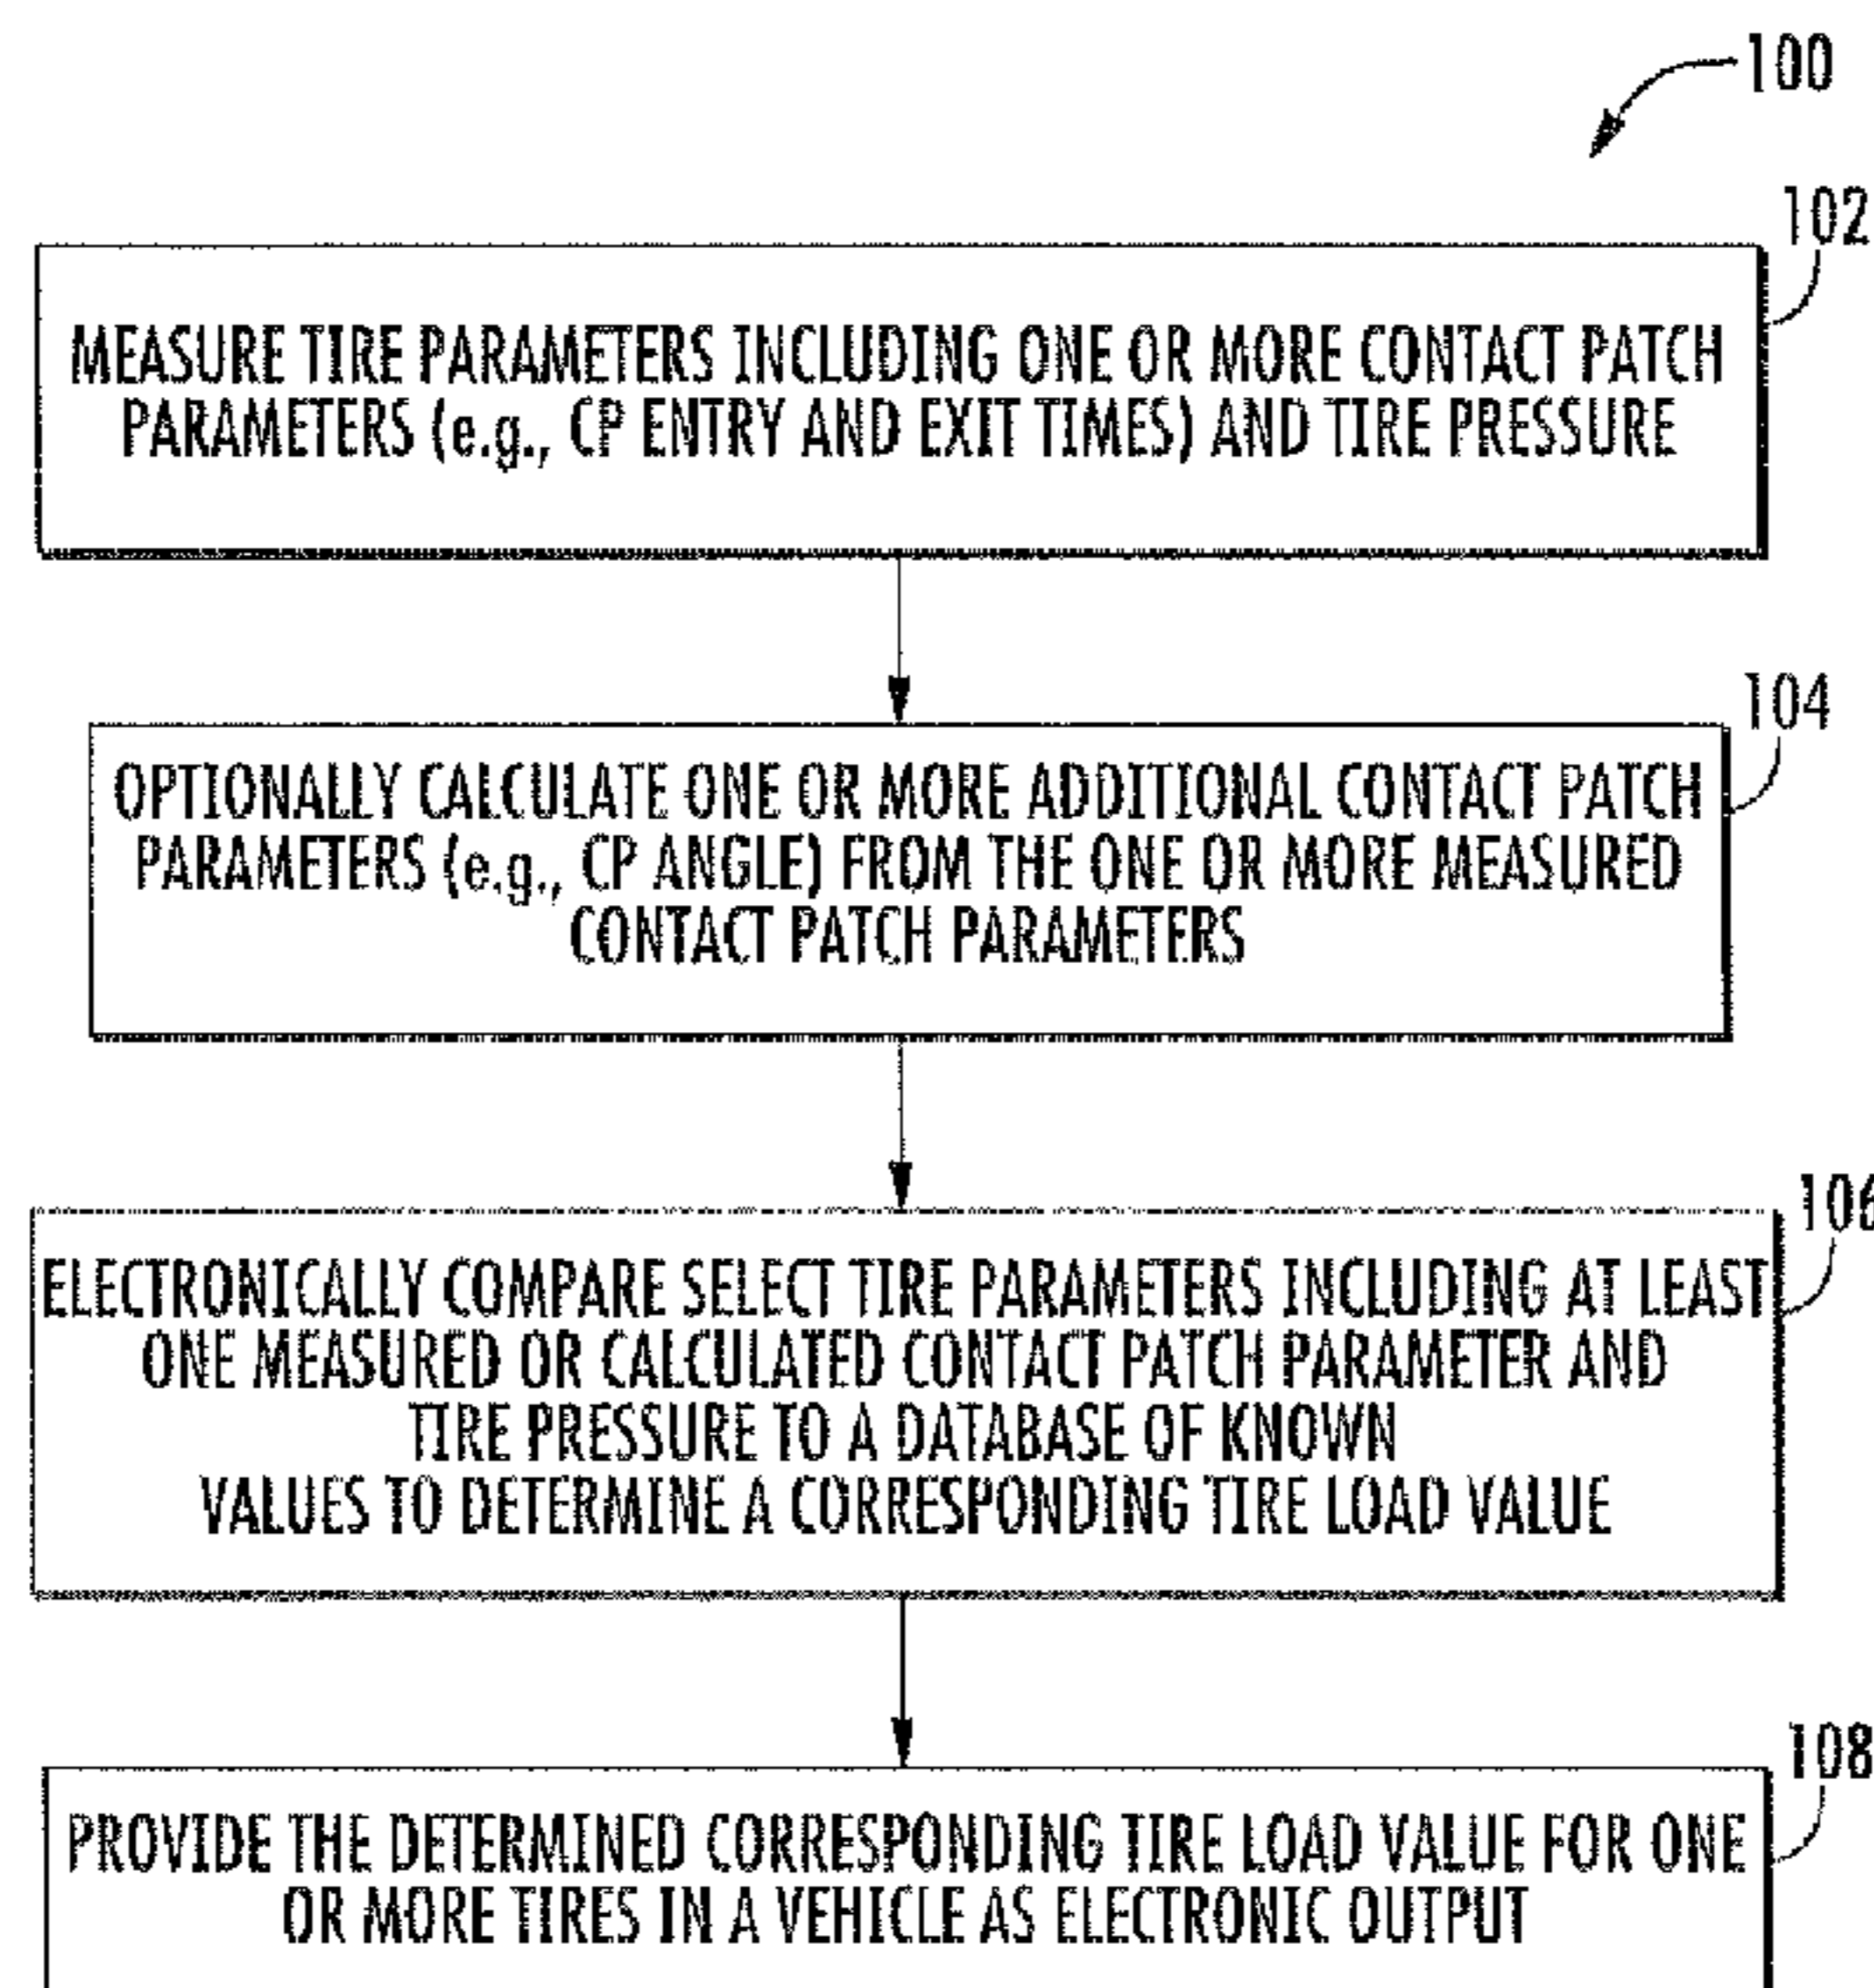 100
102
MEASURE TIRE PARAMETERS INCLUDING ONE OR MORE CONTACT PATCH
PARAMETERS (e.g., CP ENTRY AND EXIT TIMES) AND TIRE PRESSURE
104
OPTIONALLY CALCULATE ONE OR MORE ADDITIONAL CONTACT PATCH
PARAMETERS (e.g., CP ANGLE) FROM THE ONE OR MORE MEASURED
CONTACT PATCH PARAMETERS
106
ELECTRONICALLY COMPARE SELECT TIRE PARAMETERS INCLUDING AT LEAST
ONE MEASURED OR CALCULATED CONTACT PATCH PARAMETER AND
TIRE PRESSURE TO A DATABASE OF KNOWN
VALUES TO DETERMINE A CORRESPONDING TIRE LOAD VALUE
108
PROVIDE THE DETERMINED CORRESPONDING TIRE LOAD VALUE FOR ONE
OR MORE TIRES IN A VEHICLE AS ELECTRONIC OUTPUT